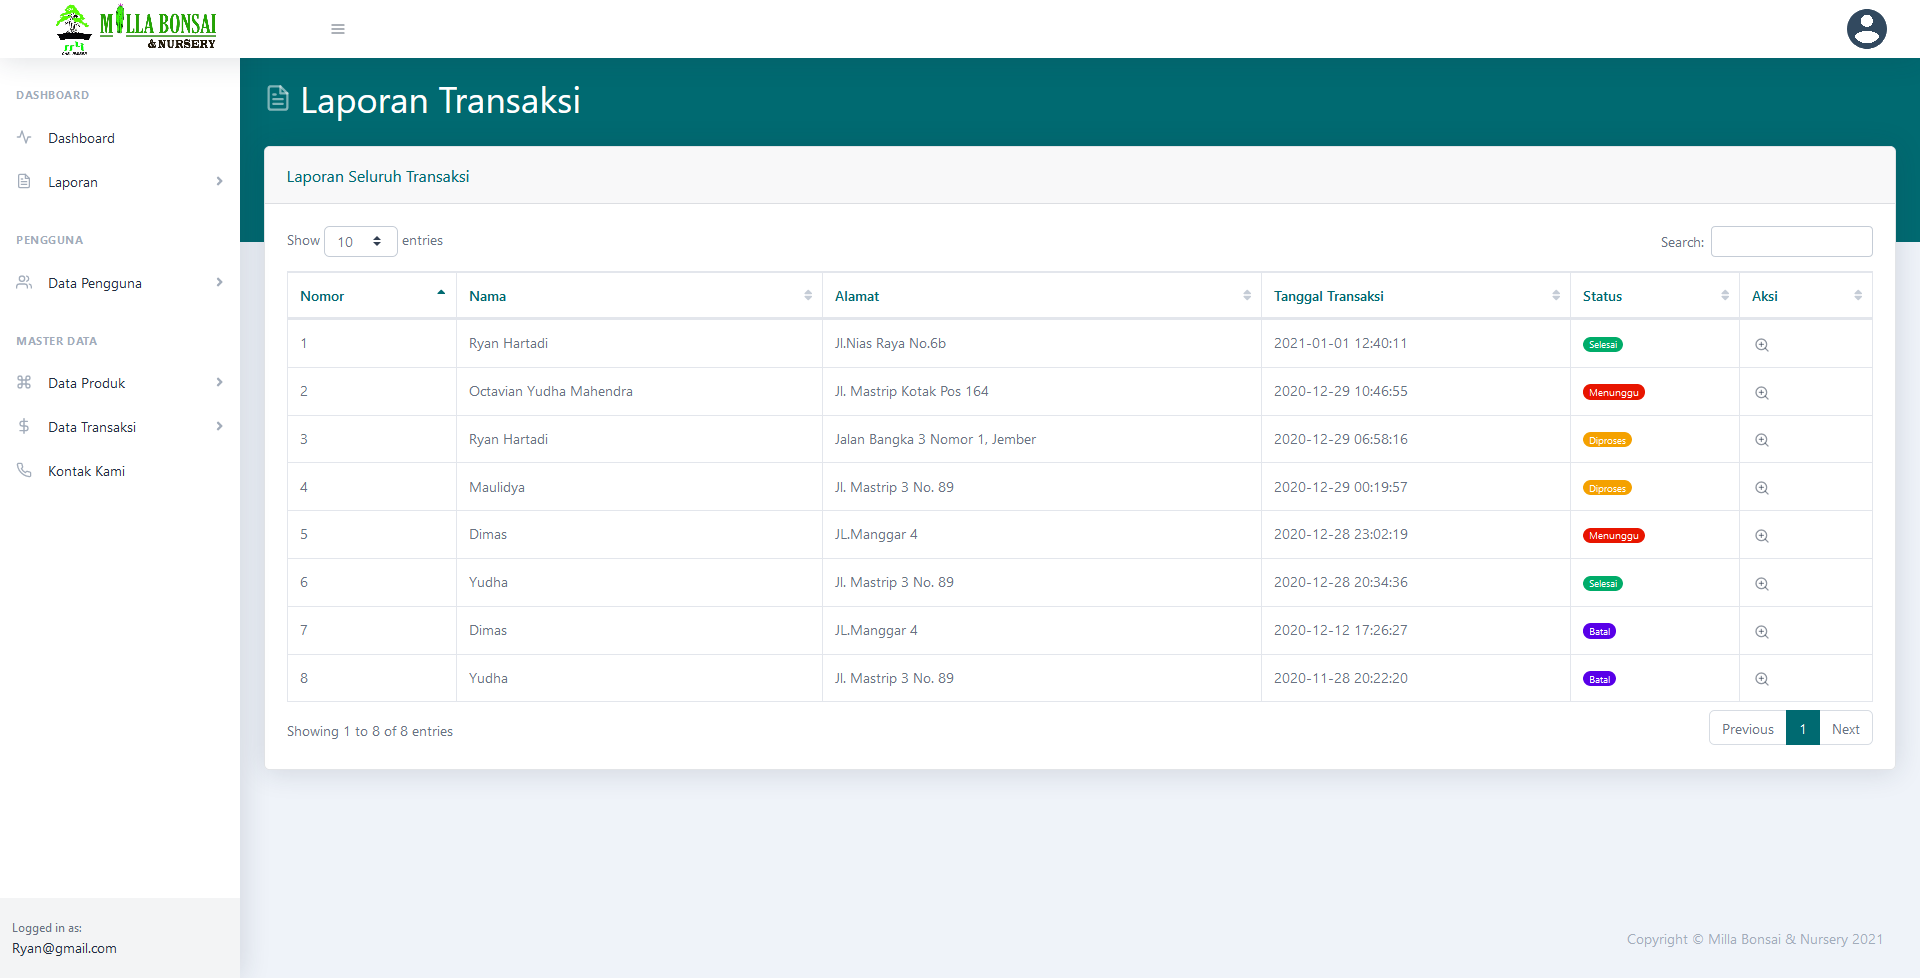 MILLA BONSAI
& NURSERY
DASHBOARD
Dashboard
Laporan
PENGGUNA
Data Pengguna
MASTER DATA
Data Produk
Data Transaksi
Kontak Kami
Logged in as:
Ryan@gmail.com
Laporan Transaksi
Laporan Seluruh Transaksi
Show 10 entries
Search:
Nomor Nama Alamat Tanggal Transaksi Status Aksi
1 Ryan Hartadi Jl.Nias Raya No.6b 2021-01-01 12:40:11 Selesai
2 Octavian Yudha Mahendra Jl. Mastrip Kotak Pos 164 2020-12-29 10:46:55 Menunggu
3 Ryan Hartadi Jalan Bangka 3 Nomor 1, Jember 2020-12-29 06:58:16 Diproses
4 Maulidya Jl. Mastrip 3 No. 89 2020-12-29 00:19:57 Diproses
5 Dimas JL.Manggar 4 2020-12-28 23:02:19 Menunggu
6 Yudha Jl. Mastrip 3 No. 89 2020-12-28 20:34:36 Selesai
7 Dimas JL.Manggar 4 2020-12-12 17:26:27 Batal
8 Yudha Jl. Mastrip 3 No. 89 2020-11-28 20:22:20 Batal
Showing 1 to 8 of 8 entries
Previous 1 Next
Copyright © Milla Bonsai & Nursery 2021